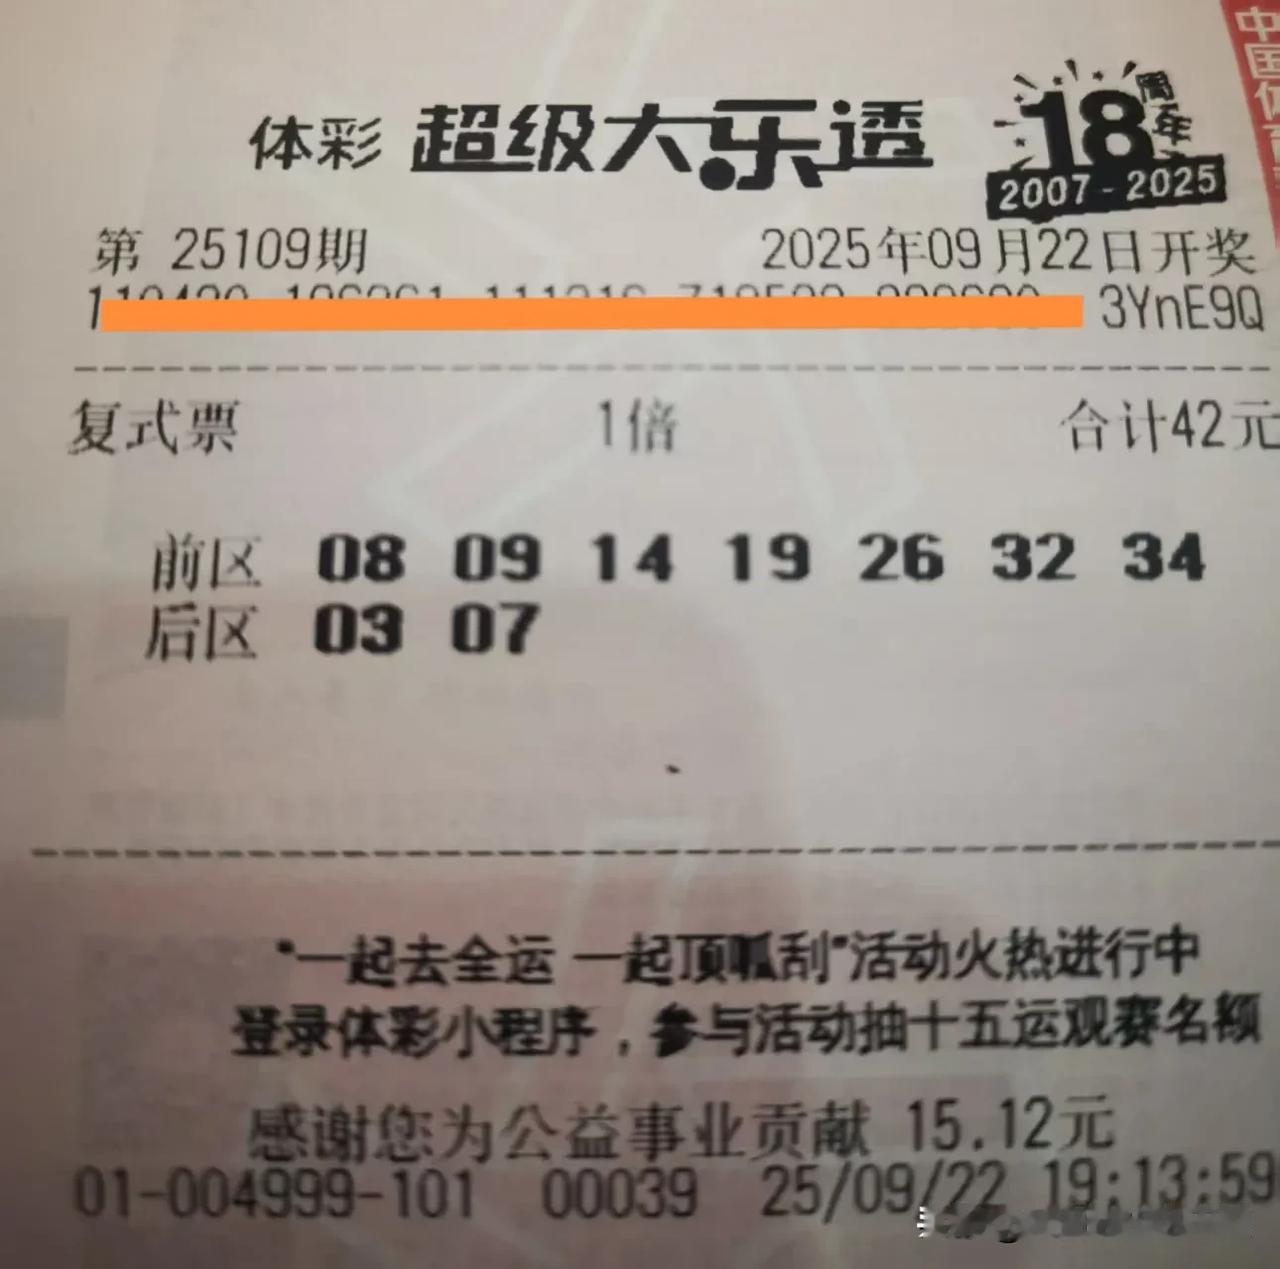 中国体育
体彩 超级大乐透 18周年
2007-2025
第 25109期 2025年09月22日开奖
3YnE9Q
复式票 1倍 合计42元
前区 08 09 14 19 26 32 34
后区 03 07
"一起去全运 一起顶呱刮"活动火热进行中
登录体彩小程序，参与活动抽十五运观赛名额
感谢您为公益事业贡献 15.12元
01-004999-101 00039 25/09/22 19:13:59